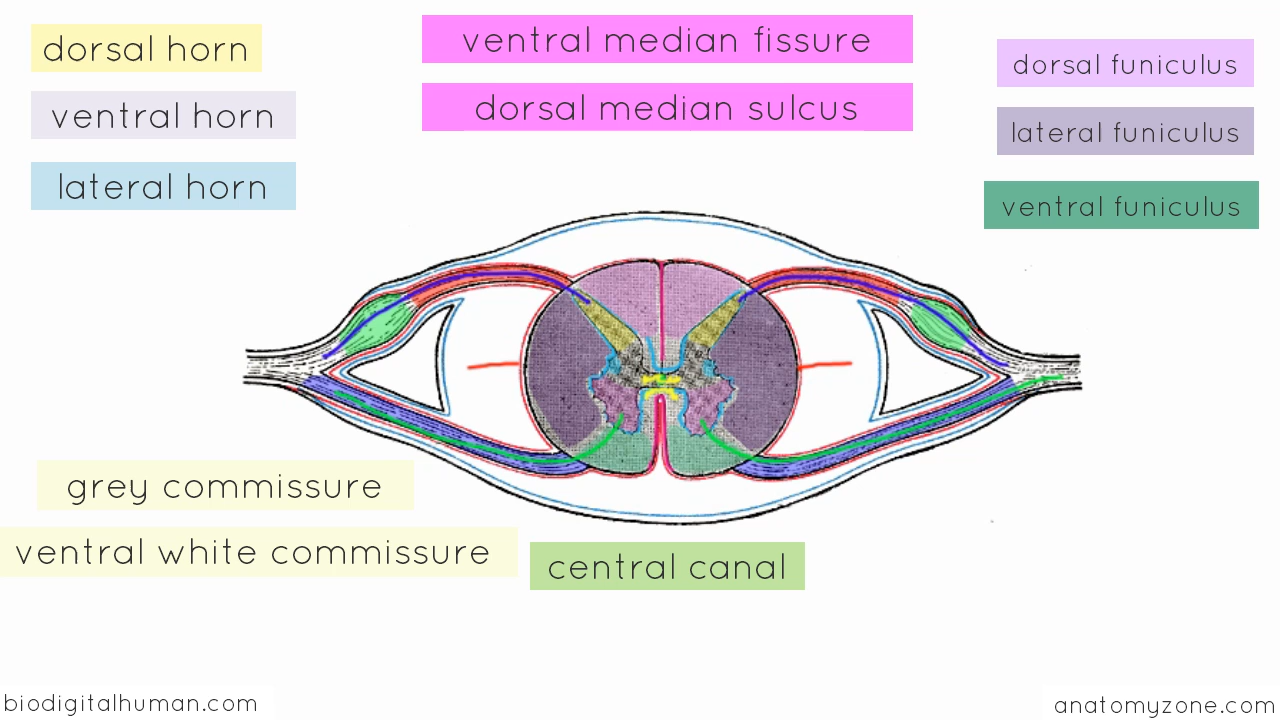 dorsal horn
ventral horn
lateral horn
ventral median fissure
dorsal median sulcus
dorsal funiculus
lateral funiculus
ventral funiculus
grey commissure
ventral white commissure
central canal
biodigitalhuman.com
anatomyzone.com